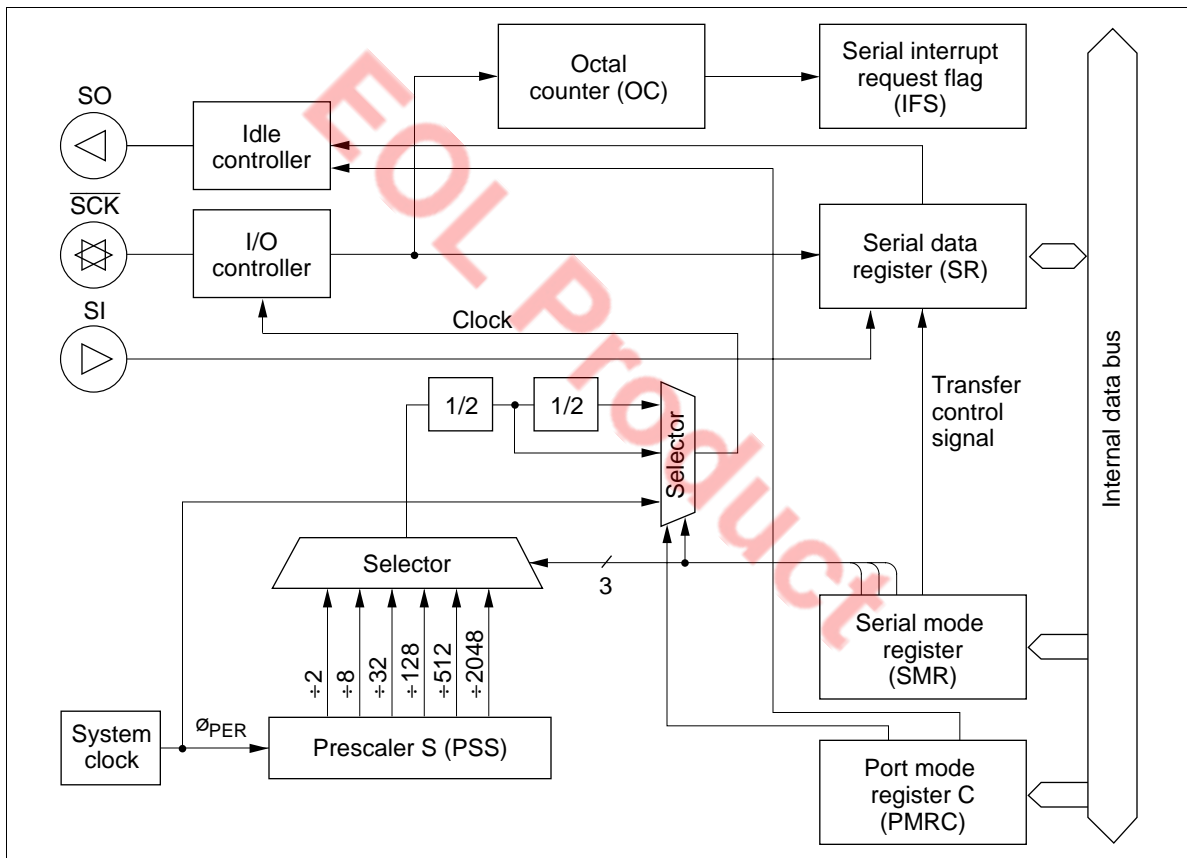 Octal
counter (OC)
Serial interrupt
request flag
(IFS)
SO
Idle
controller
SCK
I/O
controller
Serial data
register (SR)
SI
Clock
Transfer
control
signal
1/2
1/2
Selector
Internal data bus
Selector
3
÷2
÷8
÷32
÷128
÷512
÷2048
Serial mode
register
(SMR)
System
clock
øPER
Prescaler S (PSS)
Port mode
register C
(PMRC)
EOL Product